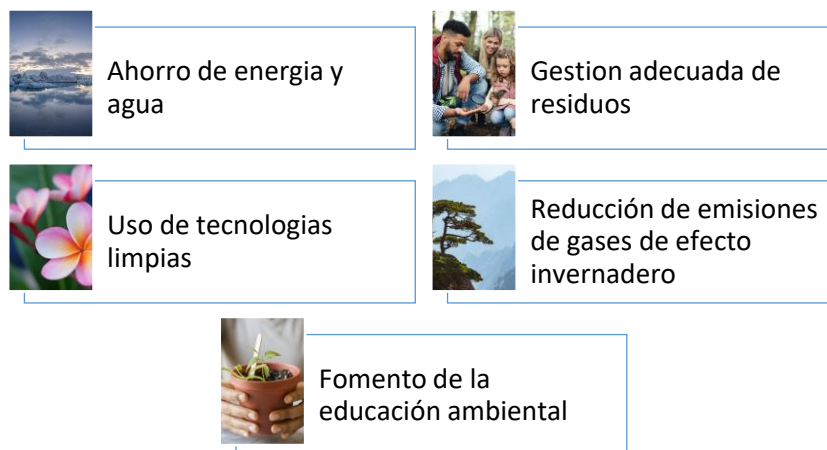 Ahorro de energia y
agua
Gestion adecuada de
residuos
Uso de tecnologias
limpias
Reducción de emisiones
de gases de efecto
invernadero
Fomento de la
educación ambiental